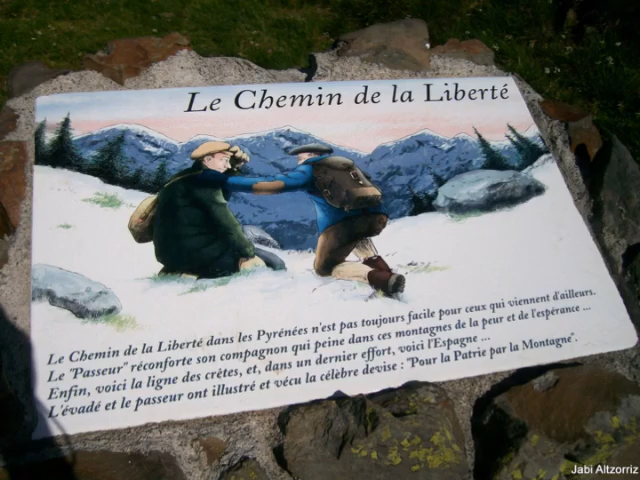 Le Chemin de la Liberté
Le Chemin de la Liberté dans les Pyrénées n'est pas toujours facile pour ceux qui viennent d'ailleurs.
Le "Passeur" réconforte son compagnon qui peine dans ces montagnes de la peur et de l'espérance ...
Enfin, voici la ligne des crêtes, et, dans un dernier effort, voici l'Espagne ...
L'évadé et le passeur ont illustré et vécu la célèbre devise : "Pour la Patrie par la Montagne".
Jabi Altzorriz